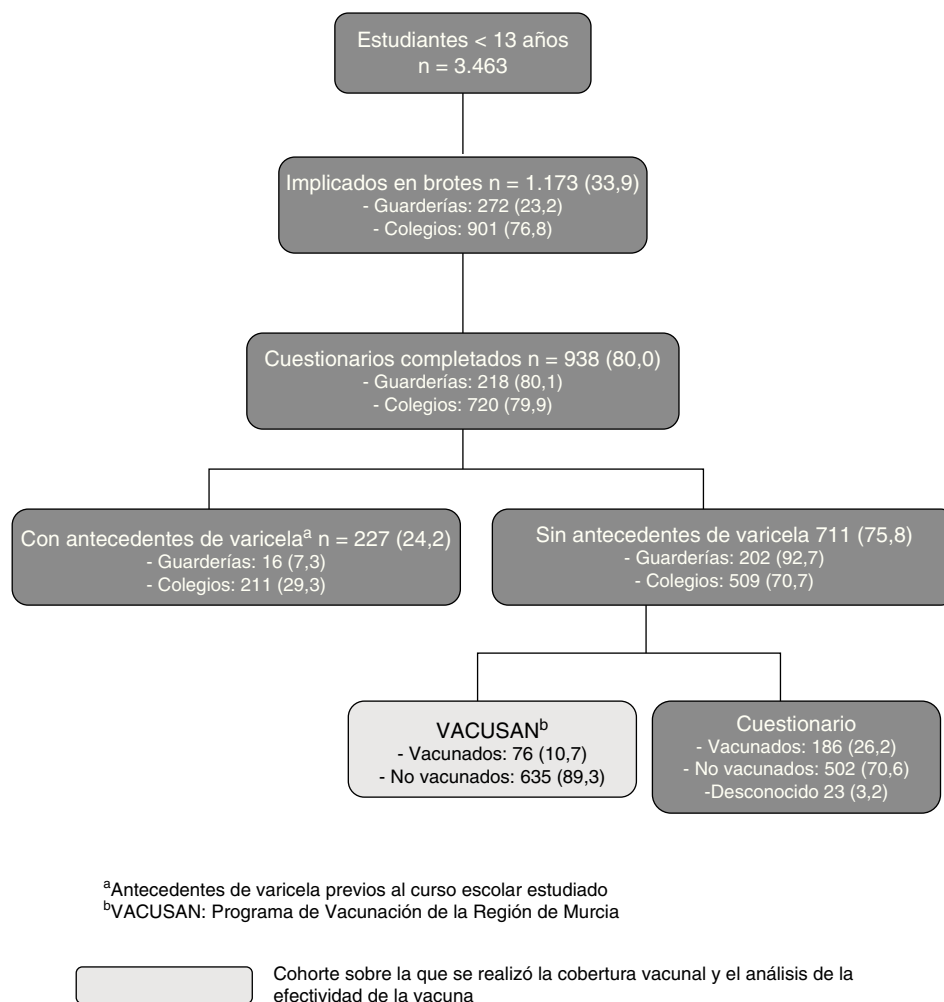 Estudiantes < 13 años
n = 3.463
Implicados en brotes n = 1.173 (33,9)
- Guarderías: 272 (23,2)
- Colegios: 901 (76,8)
Cuestionarios completados n = 938 (80,0)
- Guarderías: 218 (80,1)
- Colegios: 720 (79,9)
Con antecedentes de varicelaª n = 227 (24,2)
- Guarderías: 16 (7,3)
- Colegios: 211 (29,3)
Sin antecedentes de varicela 711 (75,8)
- Guarderías: 202 (92,7)
- Colegios: 509 (70,7)
VACUSANᵇ
- Vacunados: 76 (10,7)
- No vacunados: 635 (89,3)
Cuestionario
- Vacunados: 186 (26,2)
- No vacunados: 502 (70,6)
-Desconocido 23 (3,2)
ªAntecedentes de varicela previos al curso escolar estudiado
ᵇVACUSAN: Programa de Vacunación de la Región de Murcia
Cohorte sobre la que se realizó la cobertura vacunal y el análisis de la
efectividad de la vacuna